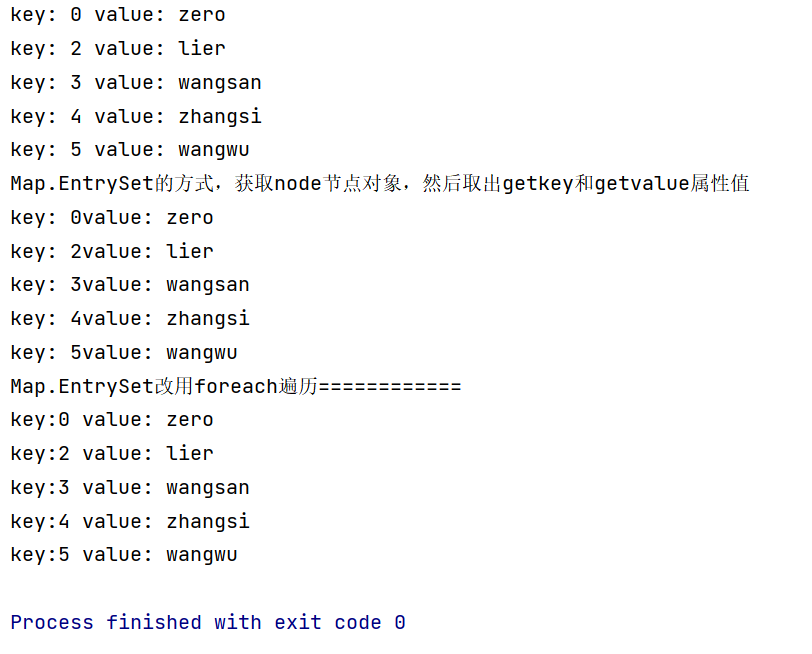 key: 0 value: zero
key: 2 value: lier
key: 3 value: wangsan
key: 4 value: zhangsi
key: 5 value: wangwu
Map.EntrySet的方式，获取node节点对象，然后取出getkey和getvalue属性值
key: 0value: zero
key: 2value: lier
key: 3value: wangsan
key: 4value: zhangsi
key: 5value: wangwu
Map.EntrySet改用foreach遍历============
key:0 value: zero
key:2 value: lier
key:3 value: wangsan
key:4 value: zhangsi
key:5 value: wangwu
Process finished with exit code 0